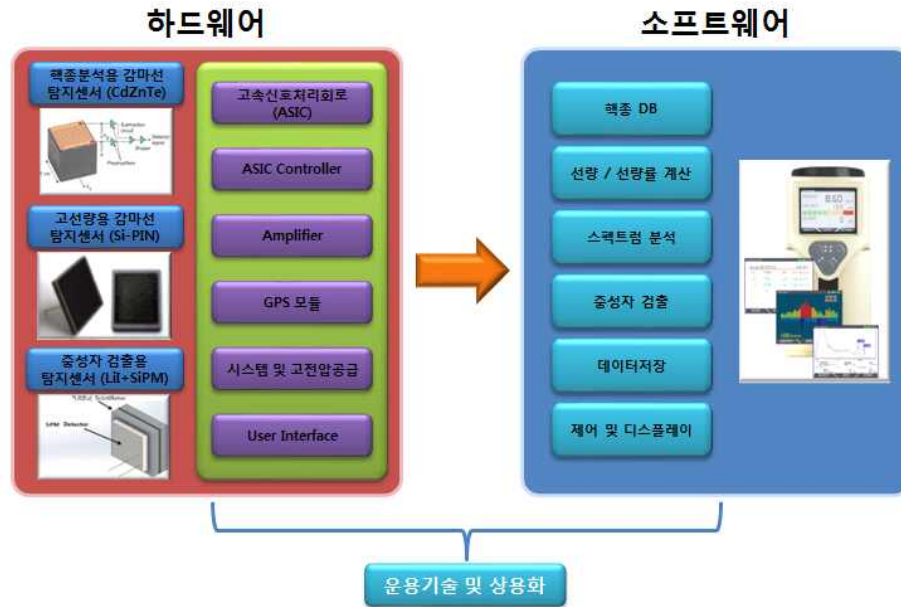 하드웨어
핵종분석용 감마선
탐지센서 (CdZnTe)
고선량용 감마선
탐지센서 (Si-PIN)
중성자 검출용
탐지센서 (LiI+SiPM)
SiPM Detector
고속신호처리회로
(ASIC)
ASIC Controller
Amplifier
GPS 모듈
시스템 및 고전압공급
User Interface
소프트웨어
핵종 DB
선량 / 선량률 계산
스펙트럼 분석
중성자 검출
데이터저장
제어 및 디스플레이
운용기술 및 상용화